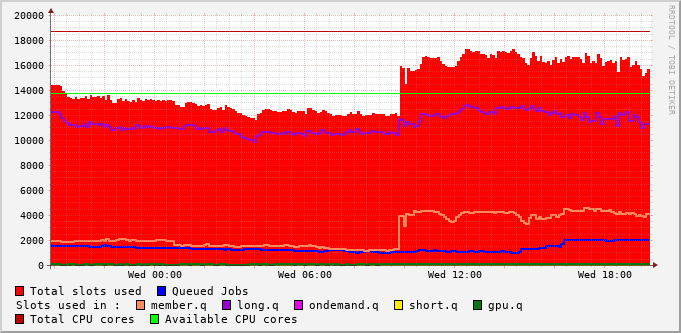 20000
18000
16000
14000
12000
10000
8000
6000
4000
2000
0
Wed 00:00 Wed 06:00 Wed 12:00 Wed 18:00
RRDTOOL / TOBI OETIKER
Total slots used Queued Jobs
Slots used in : member.q long.q ondemand.q short.q gpu.q
Total CPU cores Available CPU cores